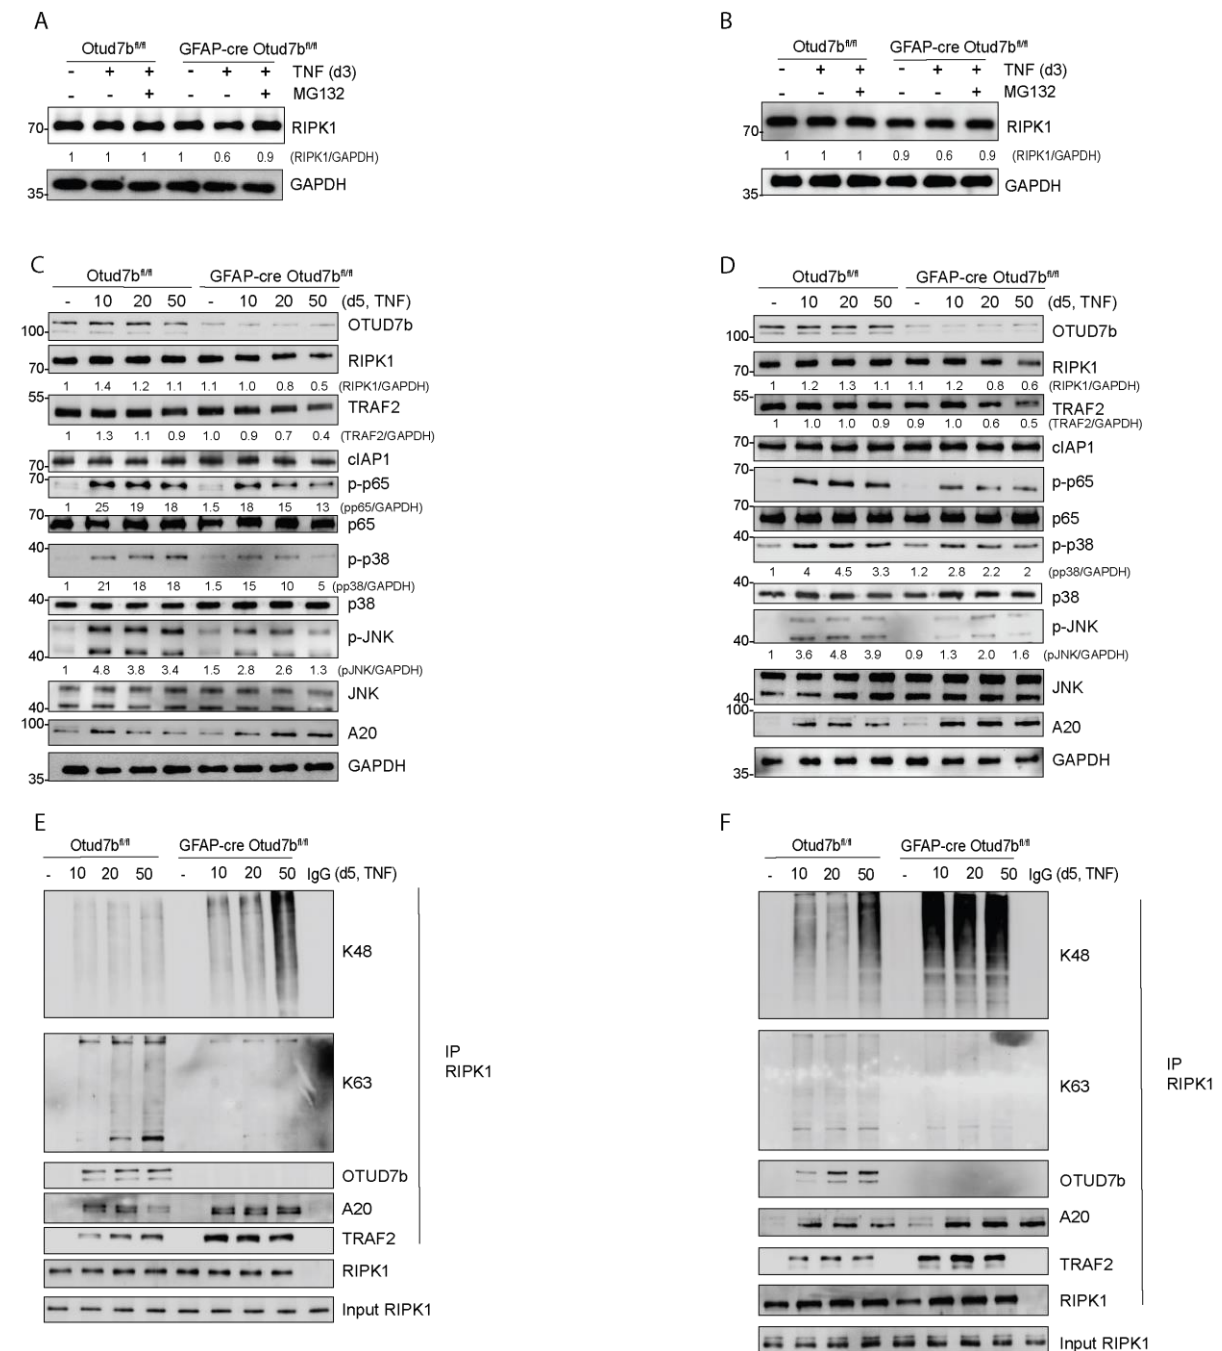 A
Otud7b^fl/fl GFAP-cre Otud7b^fl/fl
- + + - + + TNF (d3)
- - + - - + MG132
70- RIPK1
1 1 1 1 0.6 0.9 (RIPK1/GAPDH)
35- GAPDH
B
Otud7b^fl/fl GFAP-cre Otud7b^fl/fl
- + + - + + TNF (d3)
- - + - - + MG132
70- RIPK1
1 1 1 0.9 0.6 0.9 (RIPK1/GAPDH)
35- GAPDH
C
Otud7b^fl/fl GFAP-cre Otud7b^fl/fl
- 10 20 50 - 10 20 50 (d5, TNF)
100- OTUD7b
70- RIPK1
1 1.4 1.2 1.1 1.1 1.0 0.8 0.5 (RIPK1/GAPDH)
55- TRAF2
1 1.3 1.1 0.9 1.0 0.9 0.7 0.4 (TRAF2/GAPDH)
70- cIAP1
70- p-p65
1 25 19 18 1.5 18 15 13 (pp65/GAPDH)
70- p65
40- p-p38
1 21 18 18 1.5 15 10 5 (pp38/GAPDH)
40- p38
40- p-JNK
1 4.8 3.8 3.4 1.5 2.8 2.6 1.3 (pJNK/GAPDH)
40- JNK
100- A20
35- GAPDH
D
Otud7b^fl/fl GFAP-cre Otud7b^fl/fl
- 10 20 50 - 10 20 50 (d5, TNF)
100- OTUD7b
70- RIPK1
1 1.2 1.3 1.1 1.1 1.2 0.8 0.6 (RIPK1/GAPDH)
55- TRAF2
1 1.0 1.0 0.9 0.9 1.0 0.6 0.5 (TRAF2/GAPDH)
70- cIAP1
70- p-p65
70- p65
40- p-p38
1 4 4.5 3.3 1.2 2.8 2.2 2 (pp38/GAPDH)
40- p38
40- p-JNK
1 3.6 4.8 3.9 0.9 1.3 2.0 1.6 (pJNK/GAPDH)
40- JNK
100- A20
35- GAPDH
E
Otud7b^fl/fl GFAP-cre Otud7b^fl/fl
- 10 20 50 - 10 20 50 IgG (d5, TNF)
K48
K63
IP
RIPK1
OTUD7b
A20
TRAF2
RIPK1
Input RIPK1
F
Otud7b^fl/fl GFAP-cre Otud7b^fl/fl
- 10 20 50 - 10 20 50 IgG (d5, TNF)
K48
K63
IP
RIPK1
OTUD7b
A20
TRAF2
RIPK1
Input RIPK1